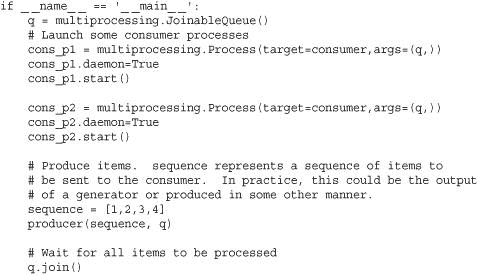 if __name__ == '__main__':
    q = multiprocessing.JoinableQueue()
    # Launch some consumer processes
    cons_p1 = multiprocessing.Process(target=consumer,args=(q,))
    cons_p1.daemon=True
    cons_p1.start()

    cons_p2 = multiprocessing.Process(target=consumer,args=(q,))
    cons_p2.daemon=True
    cons_p2.start()

    # Produce items.  sequence represents a sequence of items to
    # be sent to the consumer.  In practice, this could be the output
    # of a generator or produced in some other manner.
    sequence = [1,2,3,4]
    producer(sequence, q)

    # Wait for all items to be processed
    q.join()